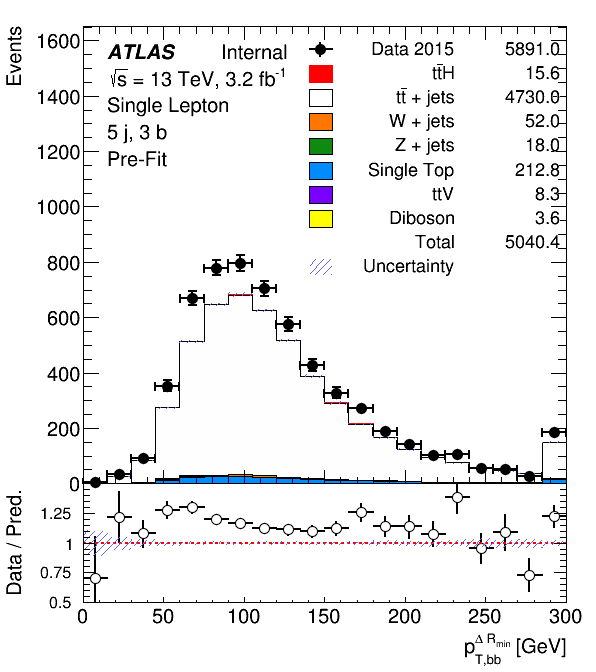 Events
1600
1400
1200
1000
800
600
400
200
0
ATLAS Internal
√s = 13 TeV, 3.2 fb⁻¹
Single Lepton
5 j, 3 b
Pre-Fit
Data 2015 5891.0
tt̄H 15.6
tt̄ + jets 4730.0
W + jets 52.0
Z + jets 18.0
Single Top 212.8
ttV 8.3
Diboson 3.6
Total 5040.4
Uncertainty
Data / Pred.
1.25
1
0.75
0.5
0 50 100 150 200 250 300
p_{T,bb}^{Δ R_{min}} [GeV]